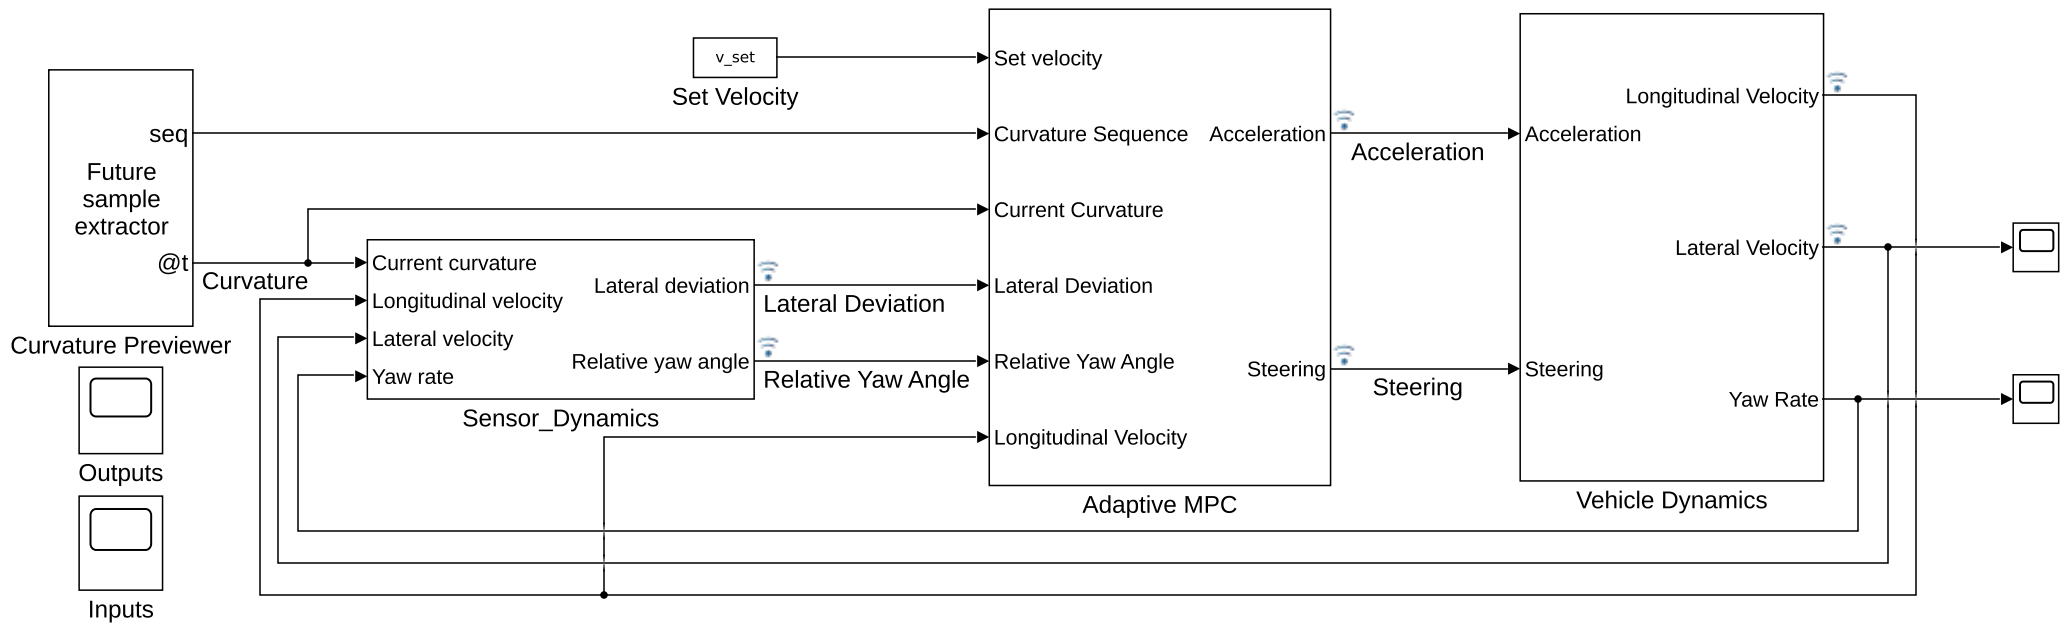 v_set
Set Velocity
seq
Future
sample
extractor
@t
Curvature
Curvature Previewer
Outputs
Inputs
Current curvature
Longitudinal velocity
Lateral velocity
Yaw rate
Lateral deviation
Relative yaw angle
Sensor_Dynamics
Lateral Deviation
Relative Yaw Angle
Set velocity
Curvature Sequence
Current Curvature
Lateral Deviation
Relative Yaw Angle
Longitudinal Velocity
Acceleration
Steering
Adaptive MPC
Acceleration
Steering
Acceleration
Steering
Longitudinal Velocity
Lateral Velocity
Yaw Rate
Vehicle Dynamics